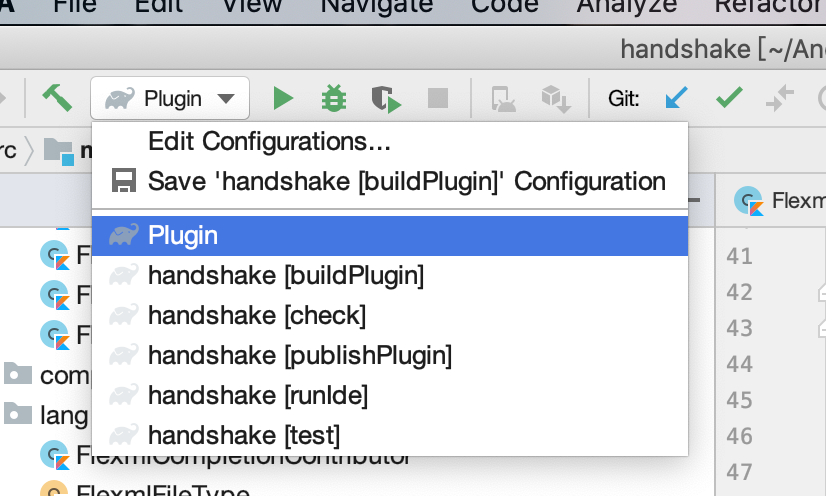 File Edit View Navigate Code Analyze Refactor
handshake [~/An
Plugin
Git:
rc
Edit Configurations...
Save 'handshake [buildPlugin]' Configuration
Plugin
handshake [buildPlugin]
handshake [check]
handshake [publishPlugin]
handshake [runIde]
handshake [test]
com
lang
FlexmlCompletionContributor
FlexmlFileType
Flexm
41
42
43
44
45
46
47